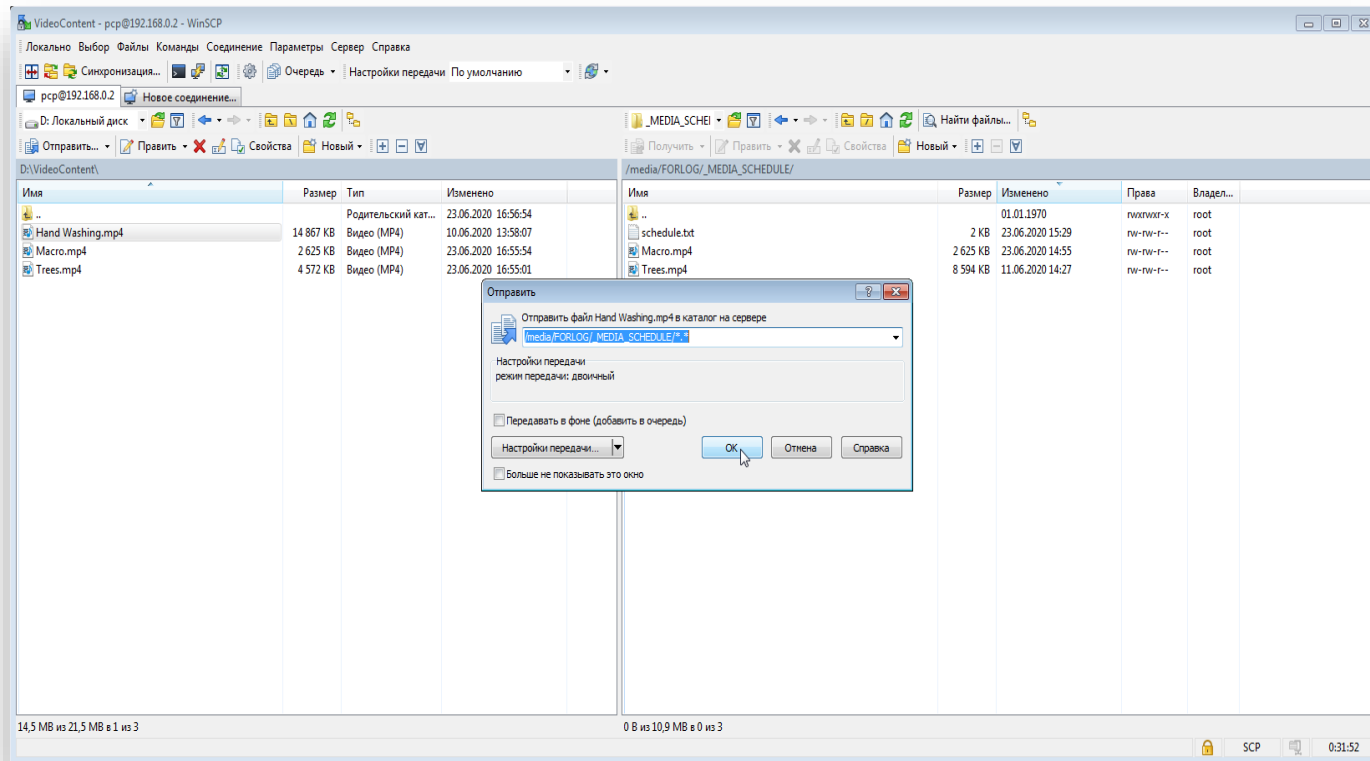 VideoContent - pcp@192.168.0.2 - WinSCP
Локально Выбор Файлы Команды Соединение Параметры Сервер Справка
Синхронизация... Очередь Настройки передачи По умолчанию
pcp@192.168.0.2 Новое соединение...
D: Локальный диск _MEDIA_SCHEI Найти файлы...
Отправить... Править Свойства Новый Получить Править Свойства Новый
D:\VideoContent\ /media/FORLOG/_MEDIA_SCHEDULE/
Имя Размер Тип Изменено Имя Размер Изменено Права Владел...
.. Родительский кат... 23.06.2020 16:56:54 .. 01.01.1970 rwxrwxr-x root
Hand Washing.mp4 14 867 KB Видео (MP4) 10.06.2020 13:58:07 schedule.txt 2 KB 23.06.2020 15:29 rw-rw-r-- root
Macro.mp4 2 625 KB Видео (MP4) 23.06.2020 16:55:54 Macro.mp4 2 625 KB 23.06.2020 14:55 rw-rw-r-- root
Trees.mp4 4 572 KB Видео (MP4) 23.06.2020 16:55:01 Trees.mp4 8 594 KB 11.06.2020 14:27 rw-rw-r-- root
Отправить
Отправить файл Hand Washing.mp4 в каталог на сервере
/media/FORLOG/_MEDIA_SCHEDULE/*.*
Настройки передачи
режим передачи: двоичный
Передавать в фоне (добавить в очередь)
Настройки передачи... OK Отмена Справка
Больше не показывать это окно
14,5 MB из 21,5 MB в 1 из 3 0 B из 10,9 MB в 0 из 3
SCP 0:31:52